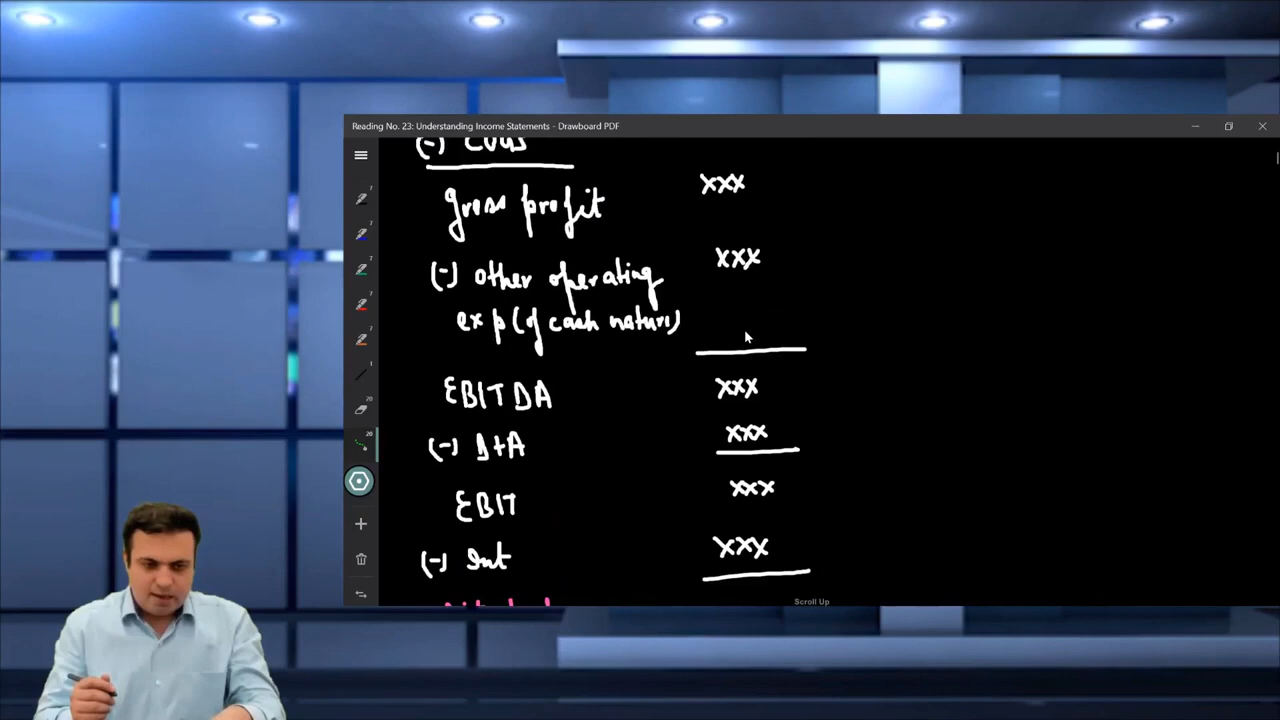 Reading No. 23: Understanding Income Statements - Drawboard PDF
(-) COGS
gross profit xxx
(-) other operating xxx
exp (of cash nature)
EBITDA xxx
(-) D+A xxx
EBIT xxx
(-) Int xxx
Scroll Up